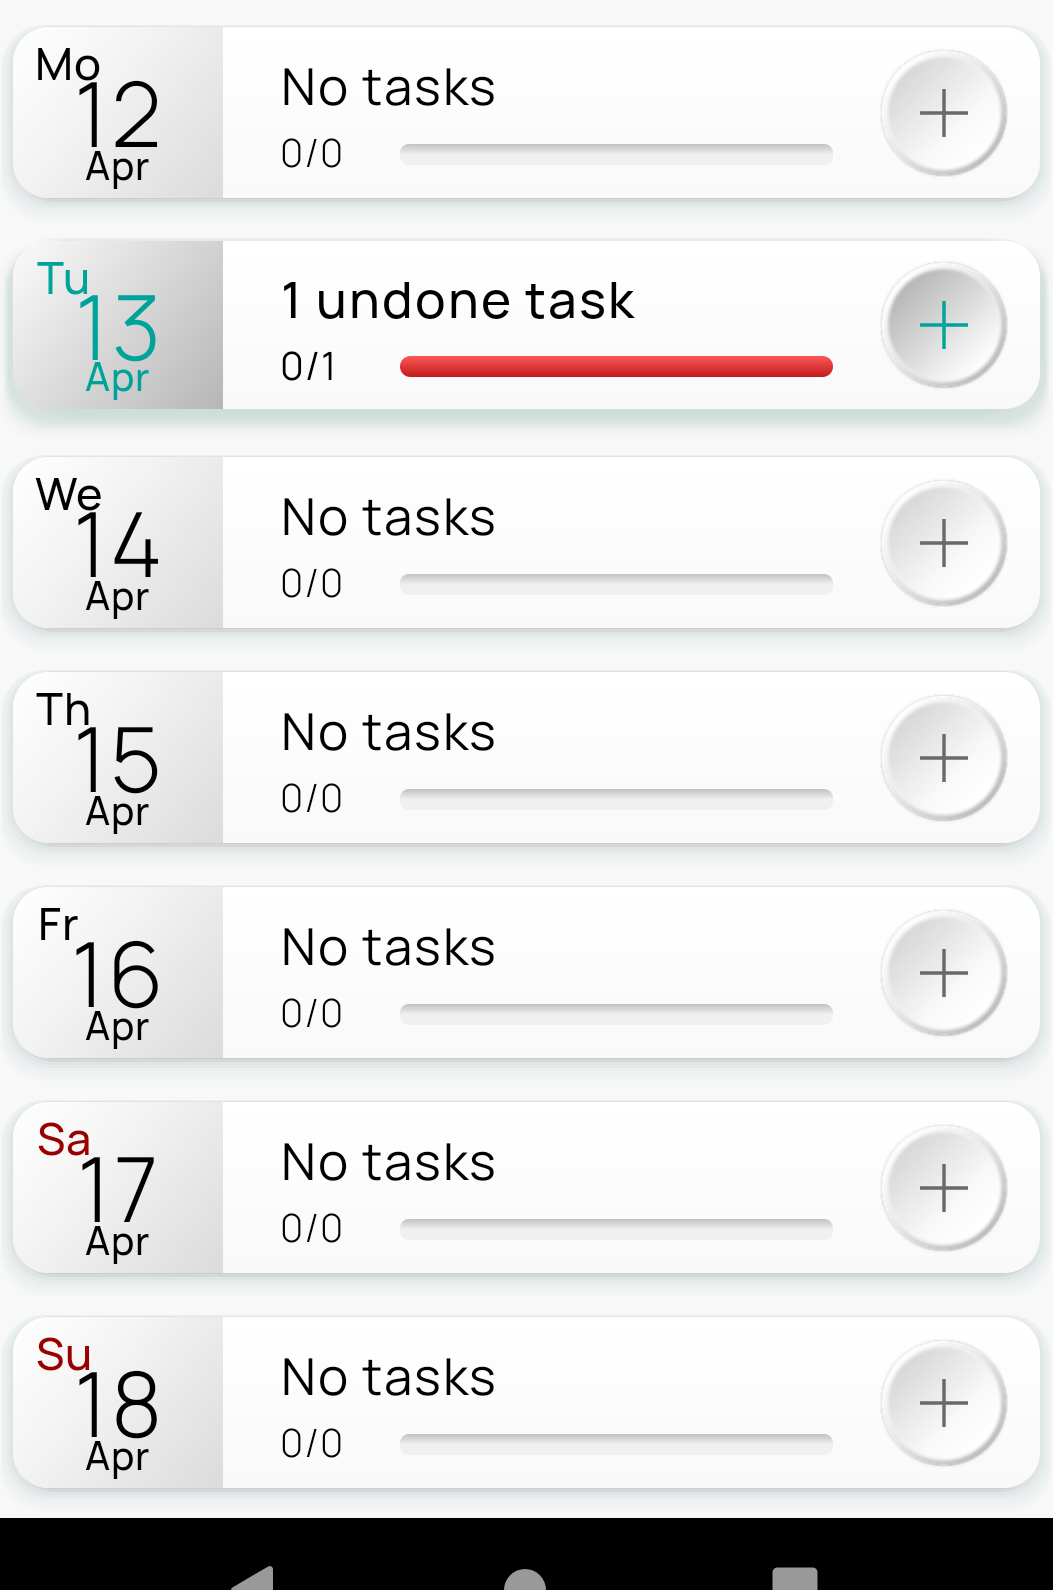 Mo
12
Apr
No tasks
0/0
Tu
13
Apr
1 undone task
0/1
We
14
Apr
No tasks
0/0
Th
15
Apr
No tasks
0/0
Fr
16
Apr
No tasks
0/0
Sa
17
Apr
No tasks
0/0
Su
18
Apr
No tasks
0/0